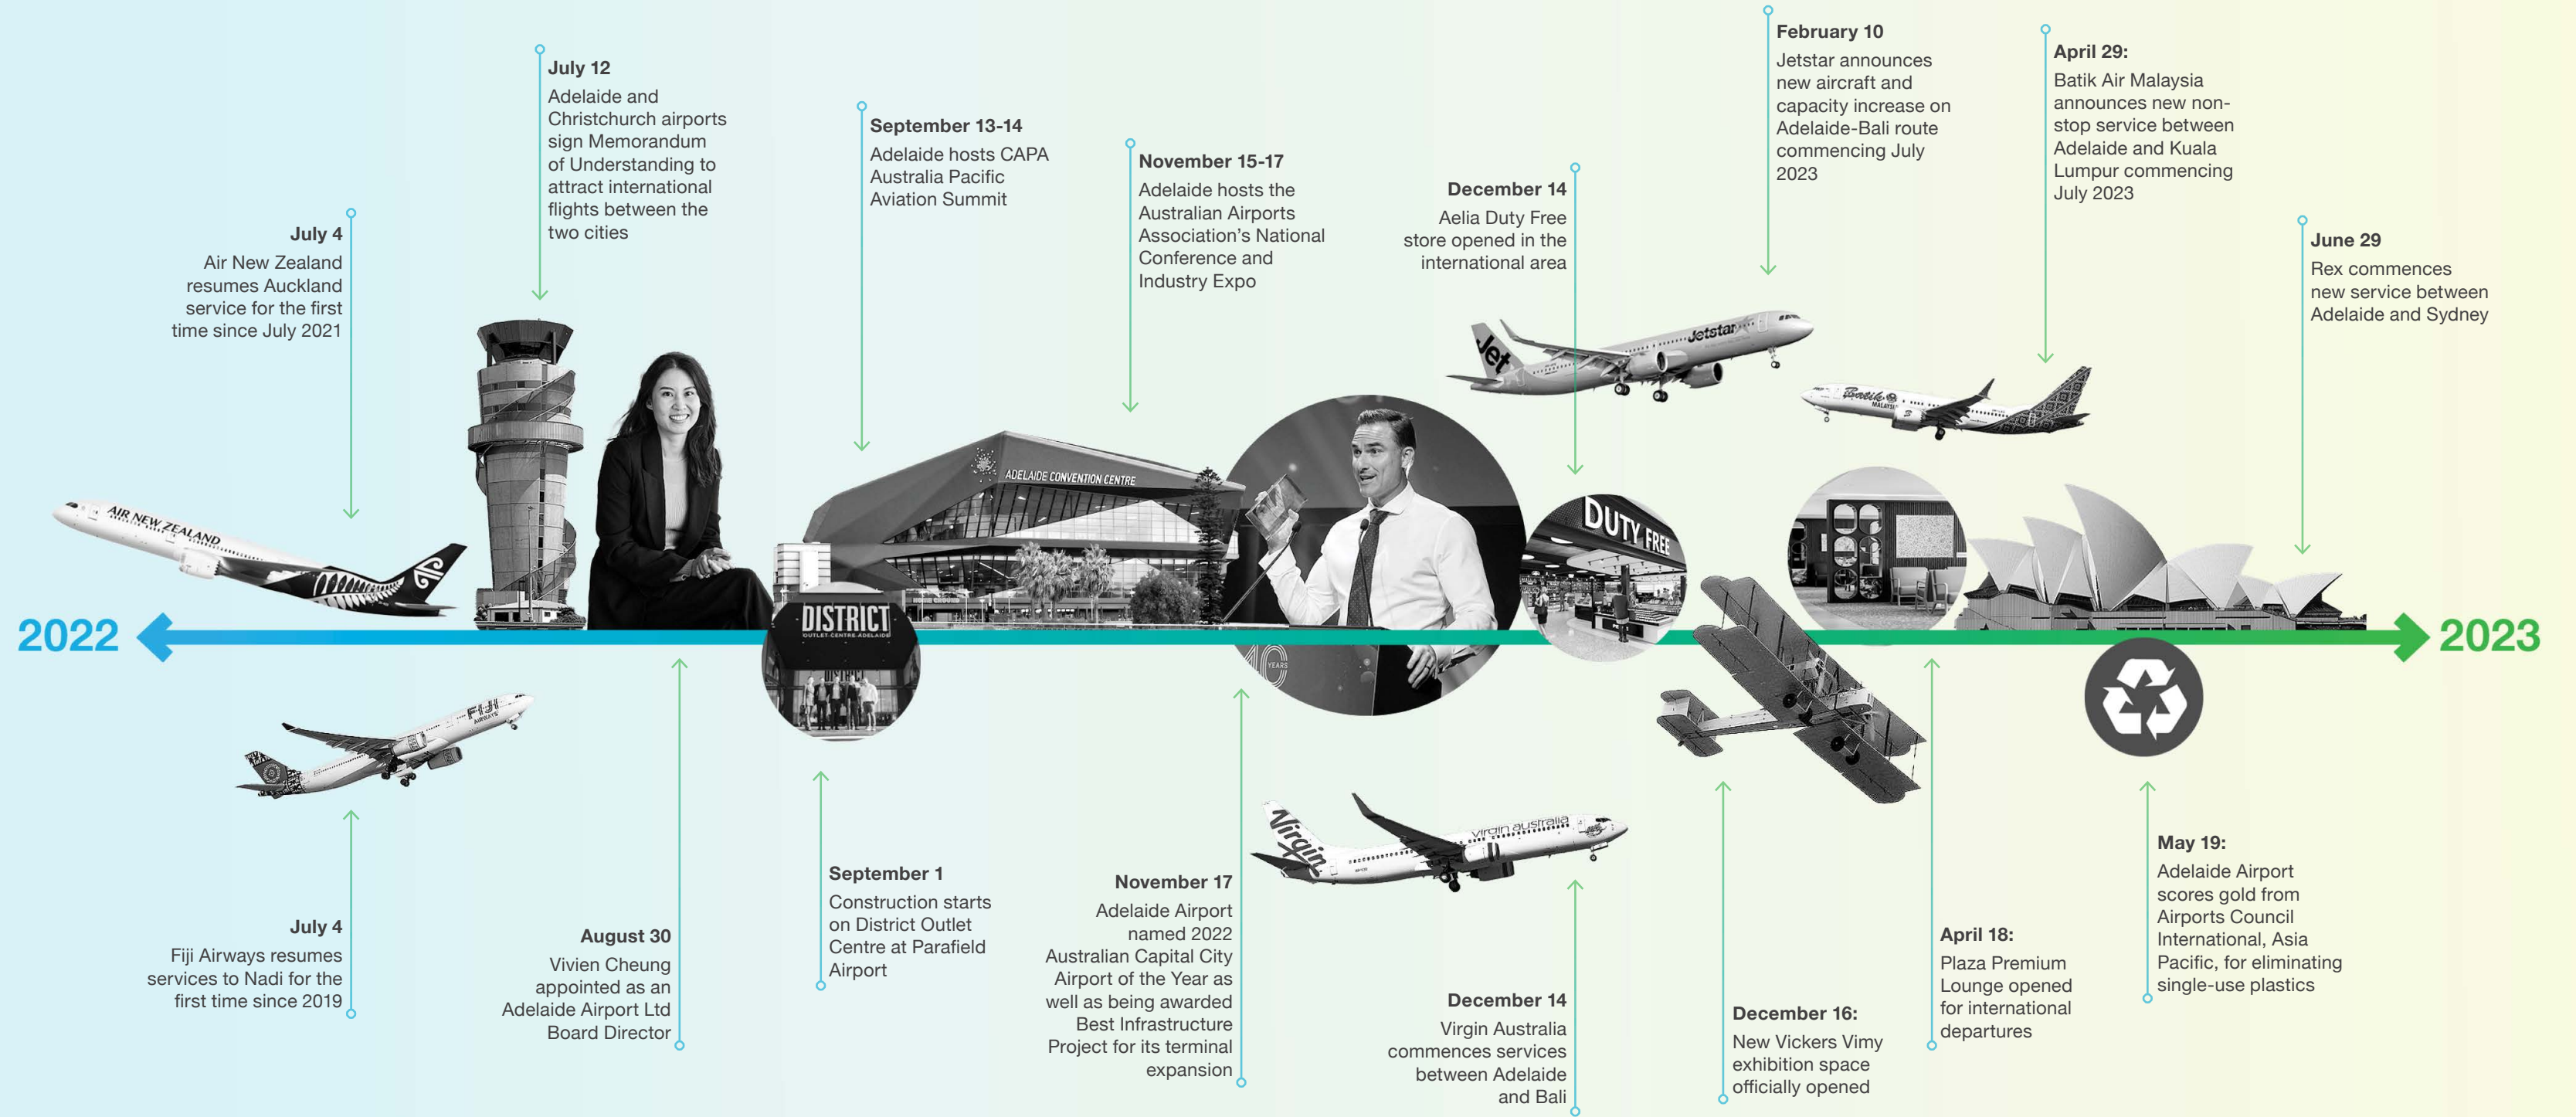 July 4
Air New Zealand
resumes Auckland
service for the first
time since July 2021
July 12
Adelaide and
Christchurch airports
sign Memorandum
of Understanding to
attract international
flights between the
two cities
September 13-14
Adelaide hosts CAPA
Australia Pacific
Aviation Summit
November 15-17
Adelaide hosts the
Australian Airports
Association’s National
Conference and
Industry Expo
December 14
Aelia Duty Free
store opened in the
international area
February 10
Jetstar announces
new aircraft and
capacity increase on
Adelaide-Bali route
commencing July
2023
April 29:
Batik Air Malaysia
announces new non-
stop service between
Adelaide and Kuala
Lumpur commencing
July 2023
June 29
Rex commences
new service between
Adelaide and Sydney
AIR NEW ZEALAND
ADELAIDE CONVENTION CENTRE
Jet
Jetstar
Batik
MALAYSIA
DUTY FREE
2022
2023
DISTRICT
OUTLET CENTRE ADELAIDE
DISTRICT
10
YEARS
FIJI
AIRWAYS
Virgin
virgin australia
July 4
Fiji Airways resumes
services to Nadi for the
first time since 2019
August 30
Vivien Cheung
appointed as an
Adelaide Airport Ltd
Board Director
September 1
Construction starts
on District Outlet
Centre at Parafield
Airport
November 17
Adelaide Airport
named 2022
Australian Capital City
Airport of the Year as
well as being awarded
Best Infrastructure
Project for its terminal
expansion
December 14
Virgin Australia
commences services
between Adelaide
and Bali
December 16:
New Vickers Vimy
exhibition space
officially opened
April 18:
Plaza Premium
Lounge opened
for international
departures
May 19:
Adelaide Airport
scores gold from
Airports Council
International, Asia
Pacific, for eliminating
single-use plastics